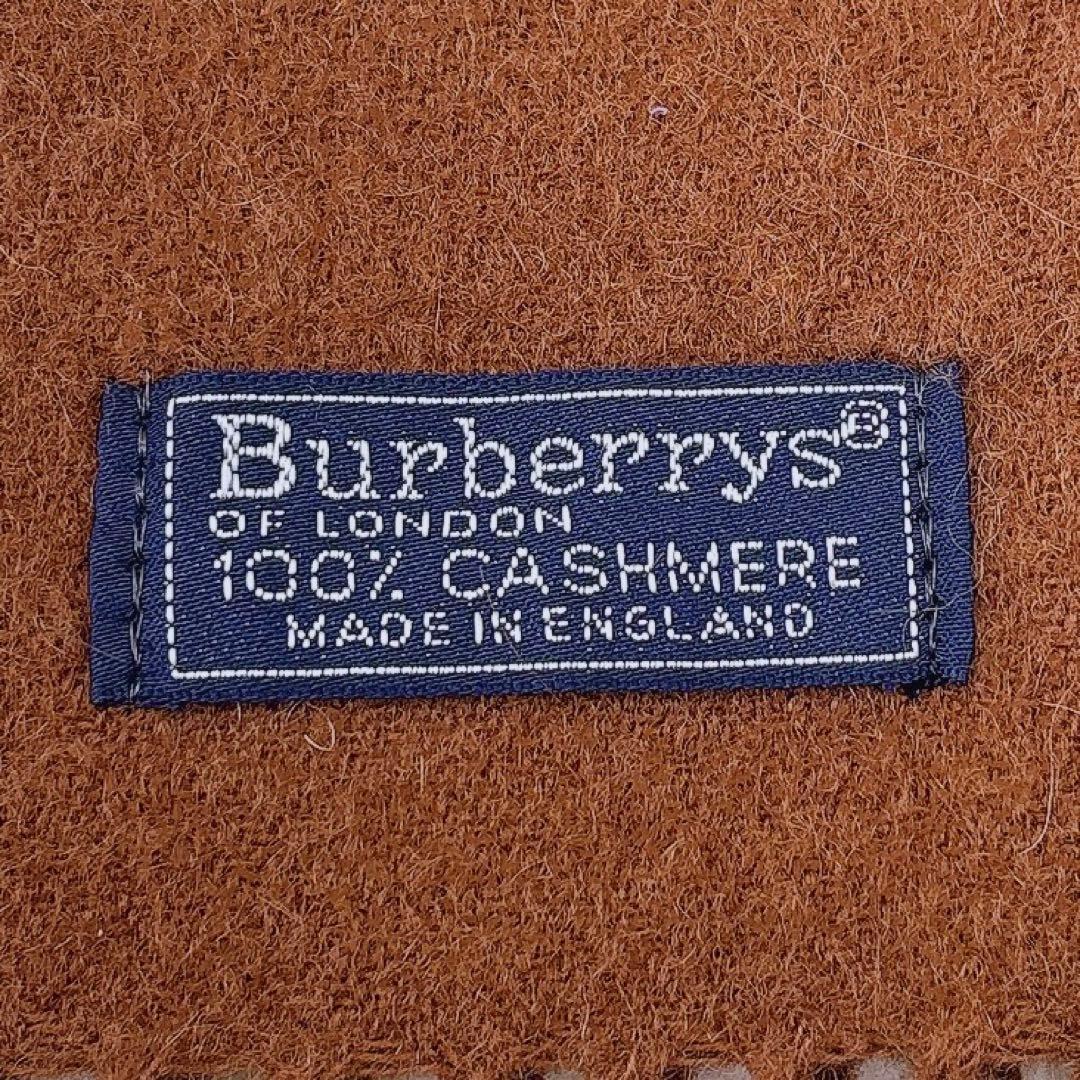 Burberrys®
OF LONDON
100% CASHMERE
MADE IN ENGLAND